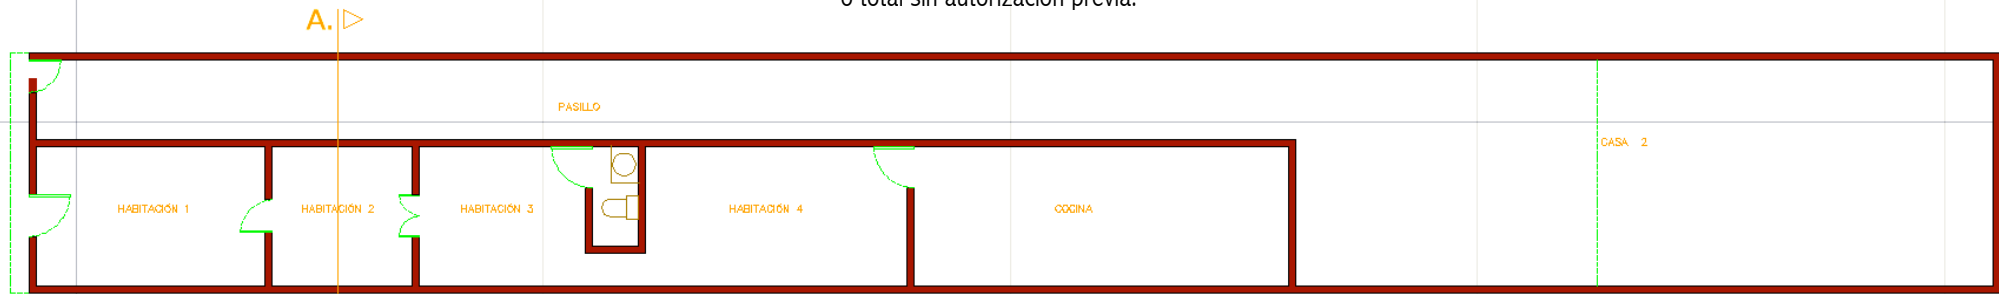 o total sin autorización previa.
A.
PASILLO
CASA 2
HABITACIÓN 1
HABITACIÓN 2
HABITACIÓN 3
HABITACIÓN 4
COCINA